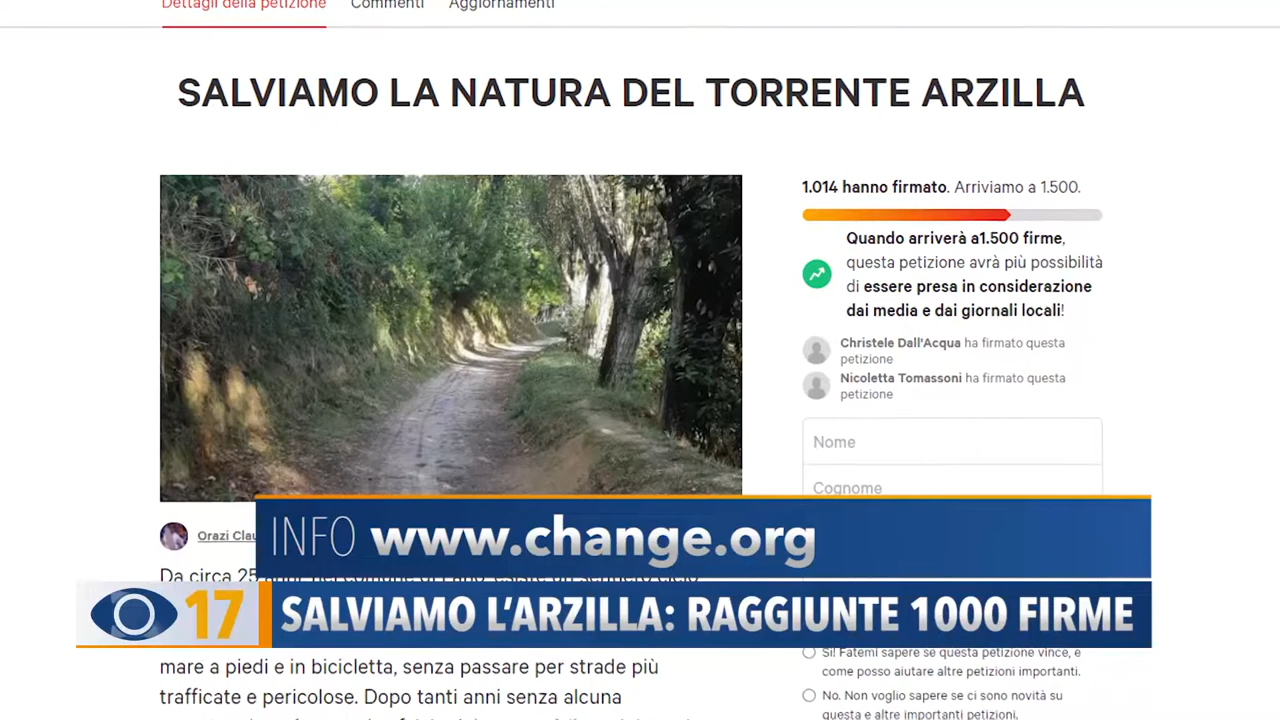 Dettagli della petizione Commenti Aggiornamenti
SALVIAMO LA NATURA DEL TORRENTE ARZILLA
1.014 hanno firmato. Arriviamo a 1.500.
Quando arriverà a1.500 firme,
questa petizione avrà più possibilità
di essere presa in considerazione
dai media e dai giornali locali!
Christele Dall'Acqua ha firmato questa
petizione
Nicoletta Tomassoni ha firmato questa
petizione
Nome
Cognome
Orazi
INFO www.change.org
Da circa 25
17
SALVIAMO L'ARZILLA: RAGGIUNTE 1000 FIRME
mare a piedi e in bicicletta, senza passare per strade più
trafficate e pericolose. Dopo tanti anni senza alcuna
Sì! Fatemi sapere se questa petizione vince, e
come posso aiutare altre petizioni importanti.
No. Non voglio sapere se ci sono novità su
questa e altre importanti petizioni.